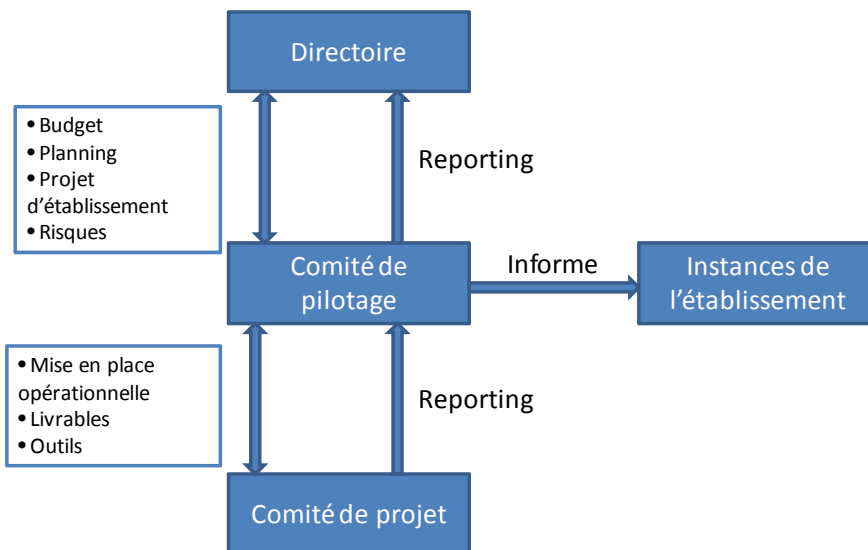 Directoire
• Budget
• Planning
• Projet
d’établissement
• Risques
Reporting
Comité de
pilotage
Informe
Instances de
l’établissement
• Mise en place
opérationnelle
• Livrables
• Outils
Reporting
Comité de projet